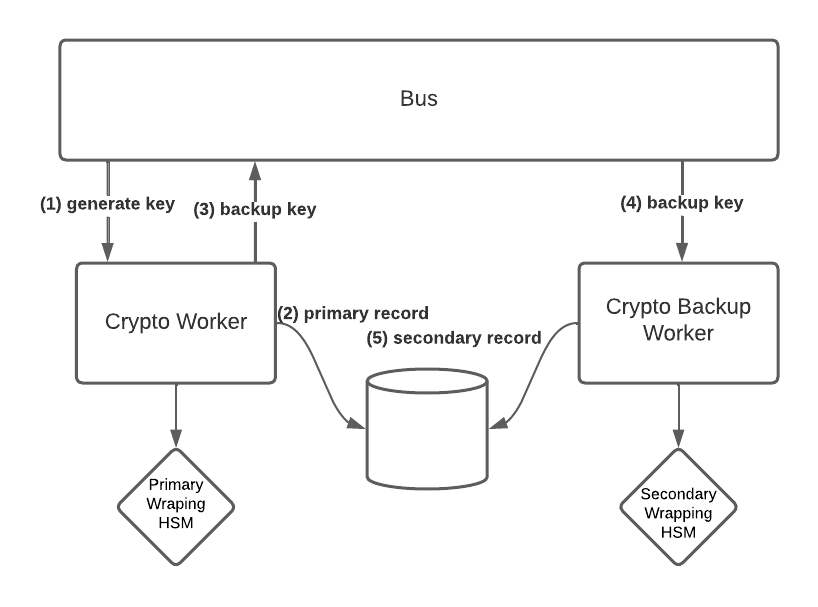 Bus
(1) generate key
(3) backup key
(4) backup key
Crypto Worker
(2) primary record
(5) secondary record
Crypto Backup
Worker
Primary
Wraping
HSM
Secondary
Wrapping
HSM